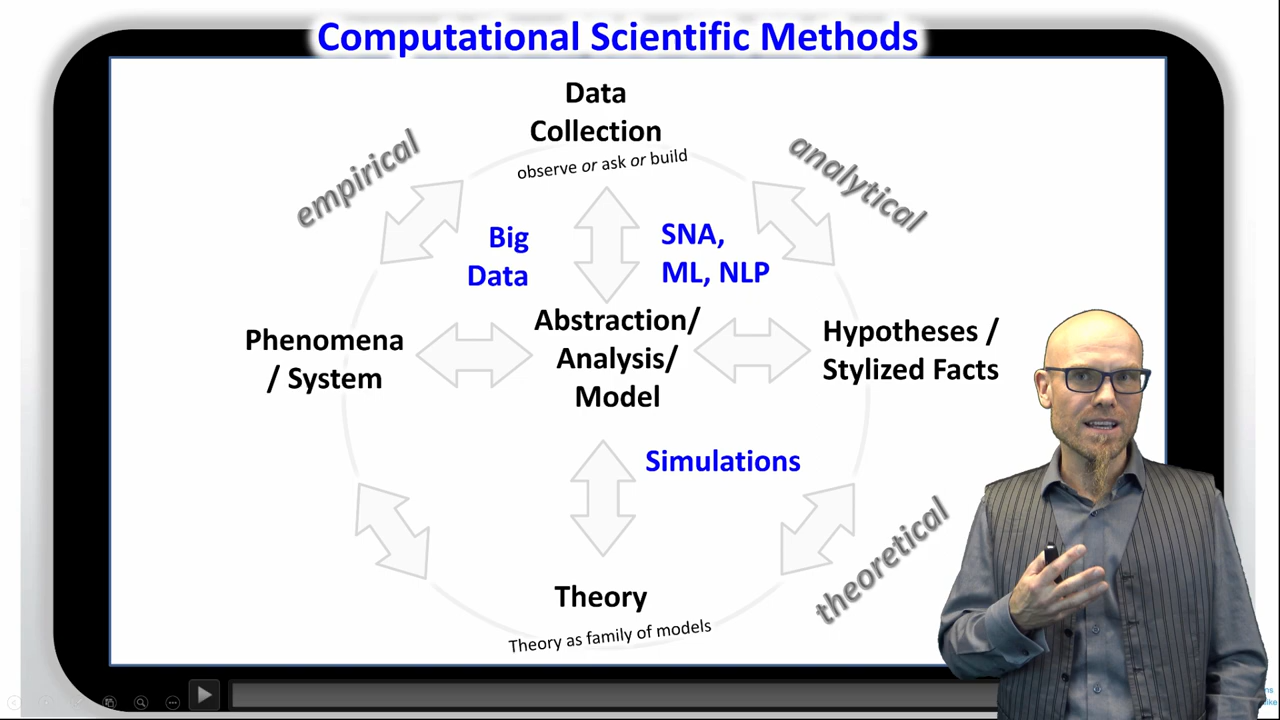 Computational Scientific Methods
Data
Collection
observe or ask or build
empirical
analytical
Big
Data
SNA,
ML, NLP
Phenomena
/ System
Abstraction/
Analysis/
Model
Hypotheses /
Stylized Facts
Simulations
theoretical
Theory
Theory as family of models